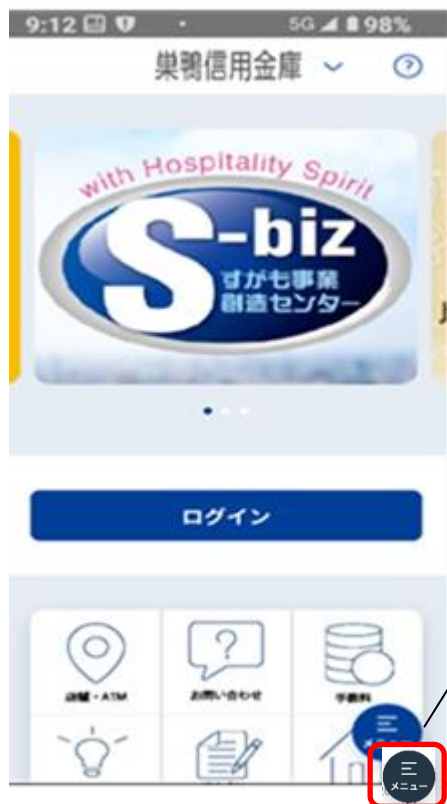 9:12
5G 98%
巣鴨信用金庫
?
with Hospitality Spirit
S-biz
すがも事業
創造センター
ログイン
?
店舗・ATM
お問い合わせ
手数料
メニュー